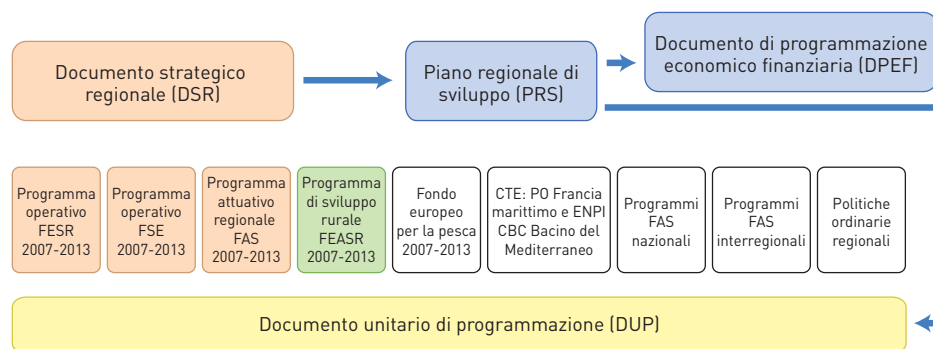 Documento strategico
regionale (DSR)
Piano regionale di
sviluppo (PRS)
Documento di programmazione
economico finanziaria (DPEF)
Programma
operativo
FESR
2007-2013
Programma
operativo
FSE
2007-2013
Programma
attuativo
regionale
FAS
2007-2013
Programma
di sviluppo
rurale
FEASR
2007-2013
Fondo
europeo
per la pesca
2007-2013
CTE: PO Francia
marittimo e ENPI
CBC Bacino del
Mediterraneo
Programmi
FAS
nazionali
Programmi
FAS
interregionali
Politiche
ordinarie
regionali
Documento unitario di programmazione (DUP)